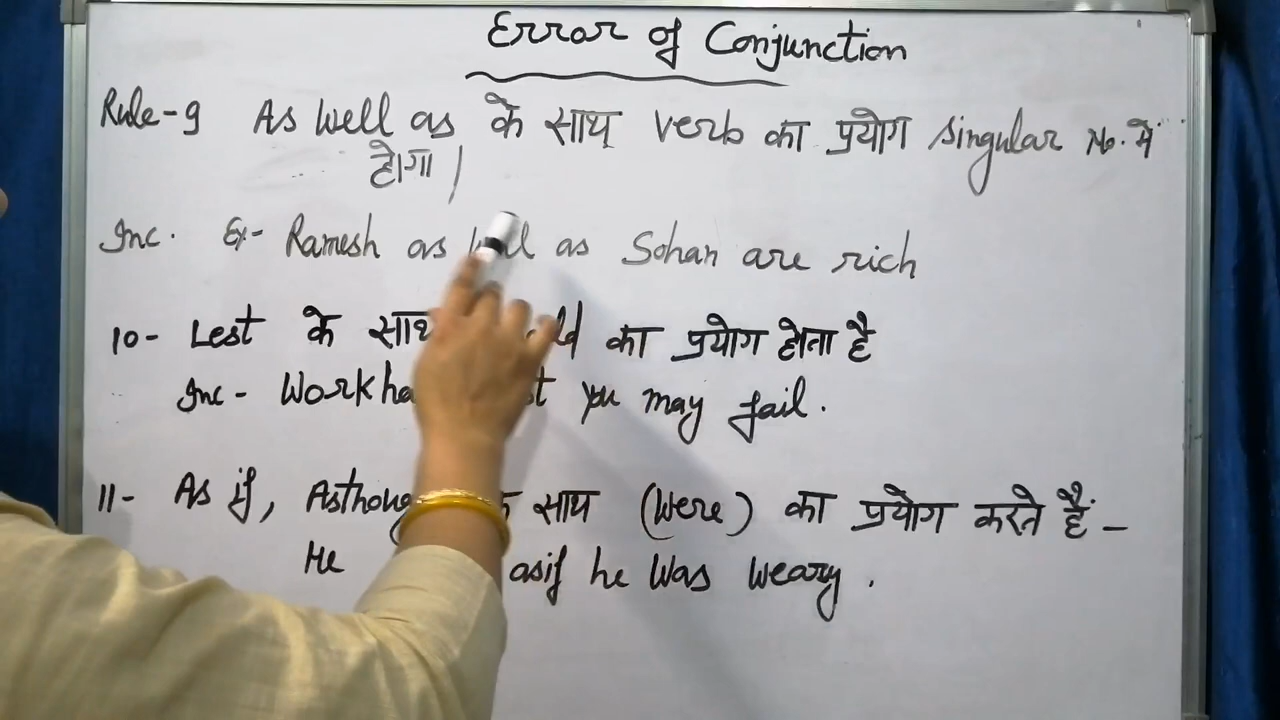 Error of Conjunction
Rule-9 As well as के साथ् verb का प्रयोग singular No. में
होगा।
Inc. Ex- Ramesh as well as Sohan are rich
10- Lest के साथ का प्रयोग होता है
Inc- Work you may fail.
11- As if, साथ (Were) का प्रयोग करते हैं-
He asif he was weary.